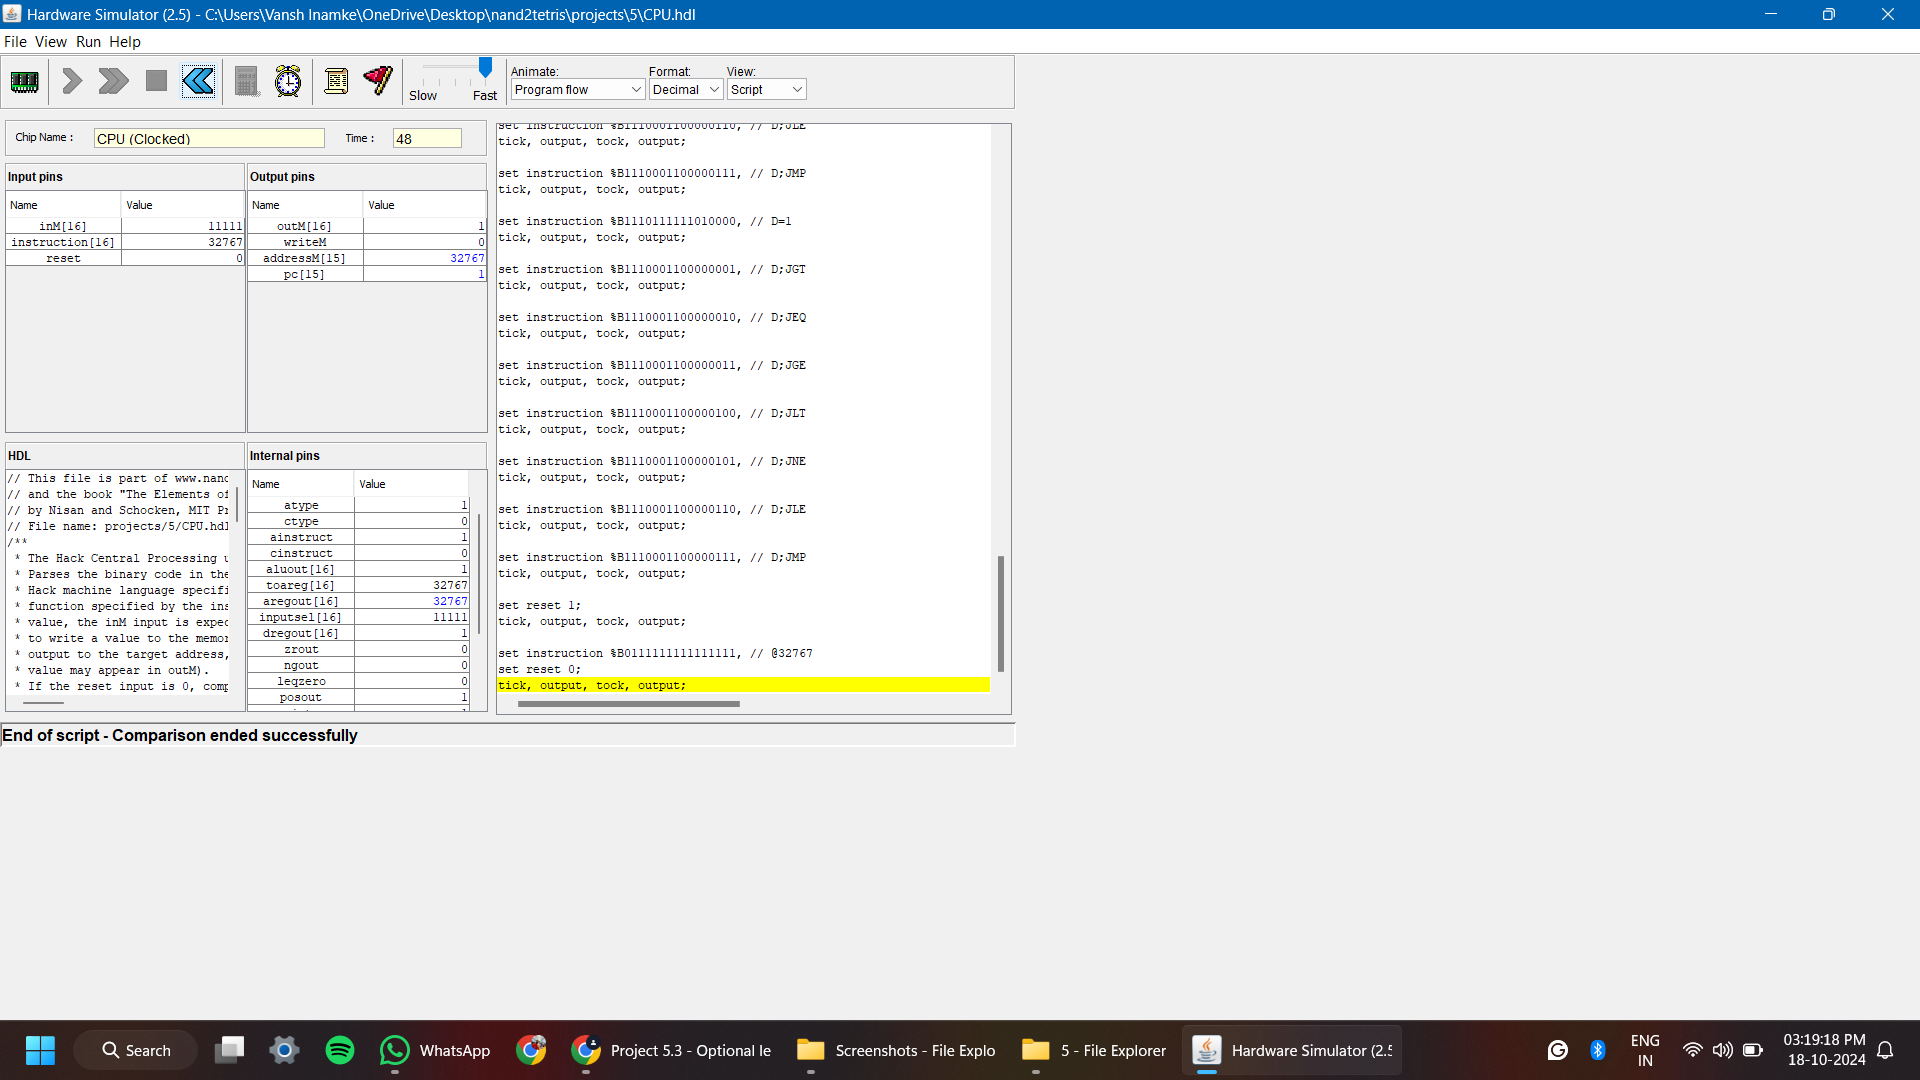 Hardware Simulator (2.5) - C:\Users\Vansh Inamke\OneDrive\Desktop\nand2tetris\projects\5\CPU.hdl
File View Run Help
Slow Fast
Animate: Format: View:
Program flow Decimal Script
Chip Name : CPU (Clocked) Time : 48
Input pins
Name Value
inM[16] 11111
instruction[16] 32767
reset 0
Output pins
Name Value
outM[16] 1
writeM 0
addressM[15] 32767
pc[15] 1
HDL
// This file is part of www.nand
// and the book "The Elements of
// by Nisan and Schocken, MIT Pr
// File name: projects/5/CPU.hdl
/**
* The Hack Central Processing u
* Parses the binary code in the
* Hack machine language specifi
* function specified by the ins
* value, the inM input is expec
* to write a value to the memor
* output to the target address,
* value may appear in outM).
* If the reset input is 0, comp
Internal pins
Name Value
atype 1
ctype 0
ainstruct 1
cinstruct 0
aluout[16] 1
toareg[16] 32767
aregout[16] 32767
inputsel[16] 11111
dregout[16] 1
zrout 0
ngout 0
leqzero 0
posout 1
set instruction %B1110001100000110, // D;JLE
tick, output, tock, output;
set instruction %B1110001100000111, // D;JMP
tick, output, tock, output;
set instruction %B1110111111010000, // D=1
tick, output, tock, output;
set instruction %B1110001100000001, // D;JGT
tick, output, tock, output;
set instruction %B1110001100000010, // D;JEQ
tick, output, tock, output;
set instruction %B1110001100000011, // D;JGE
tick, output, tock, output;
set instruction %B1110001100000100, // D;JLT
tick, output, tock, output;
set instruction %B1110001100000101, // D;JNE
tick, output, tock, output;
set instruction %B1110001100000110, // D;JLE
tick, output, tock, output;
set instruction %B1110001100000111, // D;JMP
tick, output, tock, output;
set reset 1;
tick, output, tock, output;
set instruction %B0111111111111111, // @32767
set reset 0;
tick, output, tock, output;
End of script - Comparison ended successfully
Search
WhatsApp
Project 5.3 - Optional le
Screenshots - File Explo
5 - File Explorer
Hardware Simulator (2.5
ENG
IN
03:19:18 PM
18-10-2024